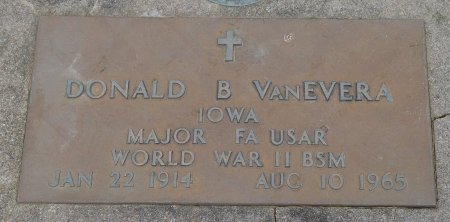 DONALD B VANEVERA
IOWA
MAJOR FA USAR
WORLD WAR II BSM
JAN 22 1914 AUG 10 1965